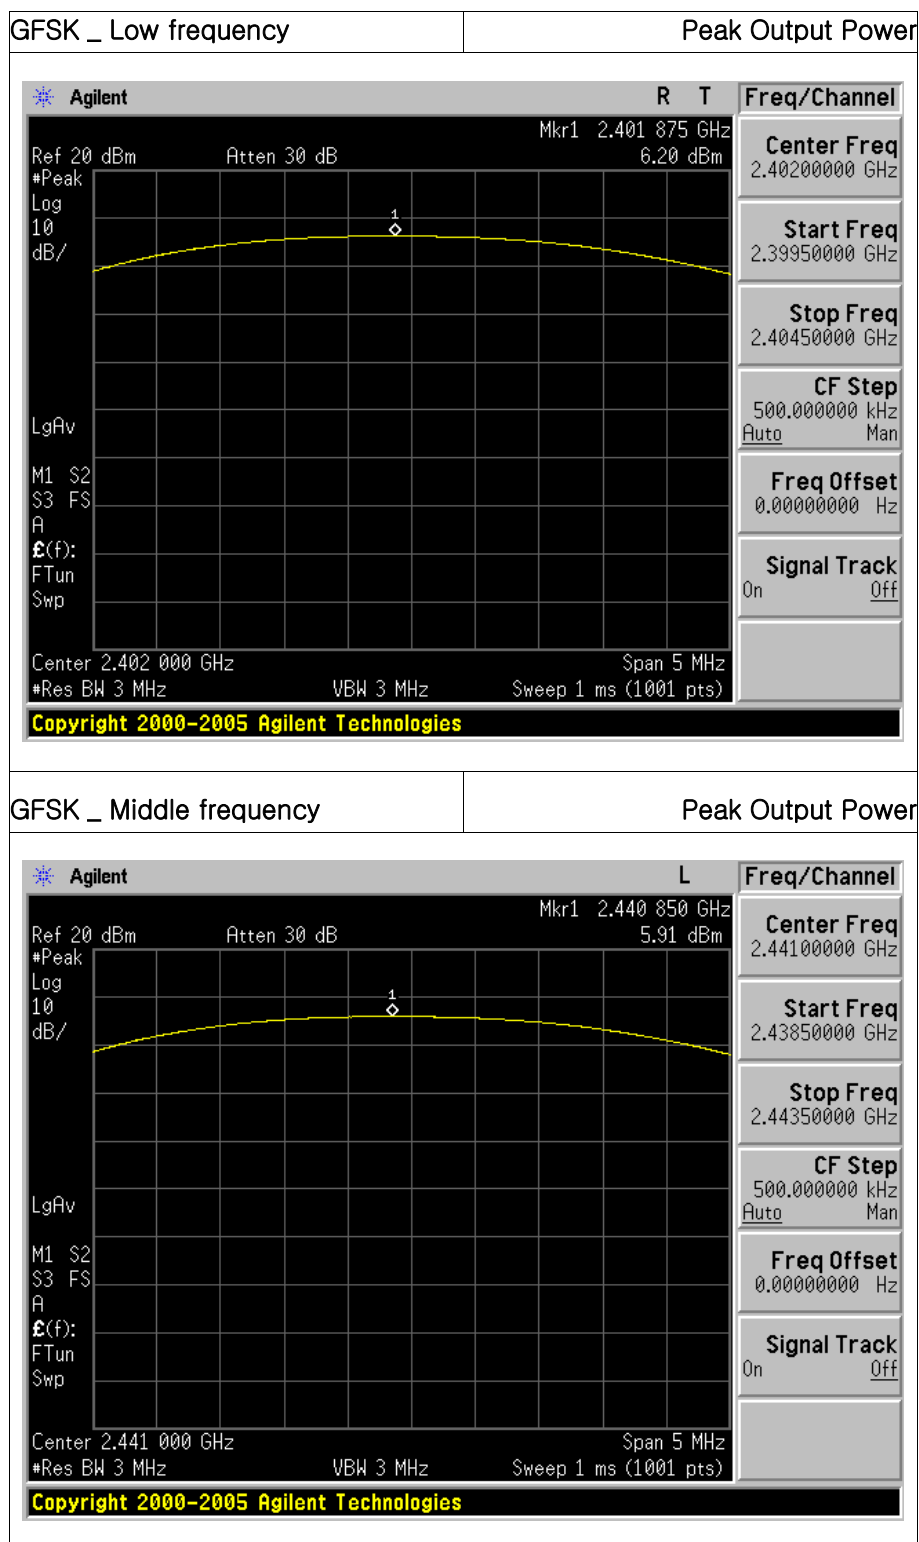 GFSK _ Low frequency Peak Output Power
Agilent R T Freq/Channel
Mkr1 2.401 875 GHz
Ref 20 dBm Atten 30 dB 6.20 dBm
#Peak
Log
10
dB/
1
LgAv
M1 S2
S3 FS
A
£(f):
FTun
Swp
Center 2.402 000 GHz Span 5 MHz
#Res BW 3 MHz VBW 3 MHz Sweep 1 ms (1001 pts)
Center Freq
2.40200000 GHz
Start Freq
2.39950000 GHz
Stop Freq
2.40450000 GHz
CF Step
500.000000 kHz
Auto Man
Freq Offset
0.00000000 Hz
Signal Track
On Off
Copyright 2000-2005 Agilent Technologies
GFSK _ Middle frequency Peak Output Power
Agilent L Freq/Channel
Mkr1 2.440 850 GHz
Ref 20 dBm Atten 30 dB 5.91 dBm
#Peak
Log
10
dB/
1
LgAv
M1 S2
S3 FS
A
£(f):
FTun
Swp
Center 2.441 000 GHz Span 5 MHz
#Res BW 3 MHz VBW 3 MHz Sweep 1 ms (1001 pts)
Center Freq
2.44100000 GHz
Start Freq
2.43850000 GHz
Stop Freq
2.44350000 GHz
CF Step
500.000000 kHz
Auto Man
Freq Offset
0.00000000 Hz
Signal Track
On Off
Copyright 2000-2005 Agilent Technologies